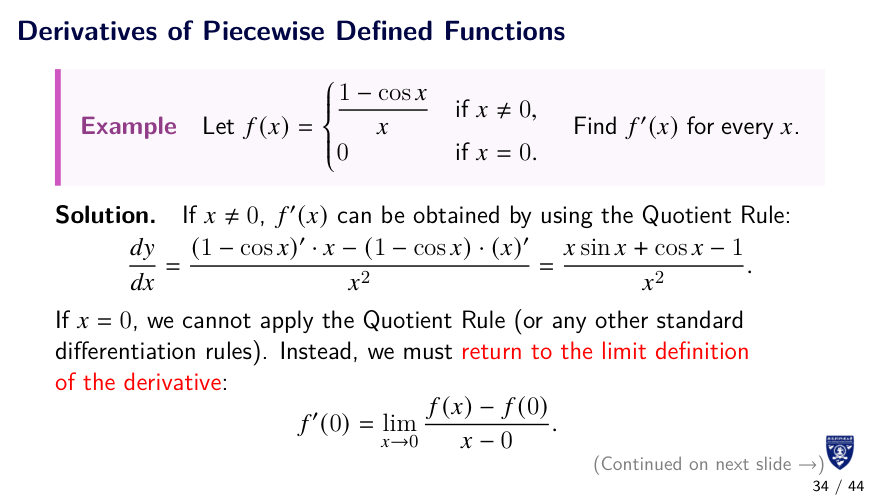 Derivatives of Piecewise Defined Functions
Example Let f(x) = { (1 − cos x)/x if x ≠ 0, 0 if x = 0. Find f′(x) for every x.
Solution. If x ≠ 0, f′(x) can be obtained by using the Quotient Rule:
dy/dx = ((1 − cos x)′ · x − (1 − cos x) · (x)′)/x² = (x sin x + cos x − 1)/x².
If x = 0, we cannot apply the Quotient Rule (or any other standard
differentiation rules). Instead, we must return to the limit definition
of the derivative:
f′(0) = lim x→0 (f(x) − f(0))/(x − 0).
(Continued on next slide →)
34 / 44